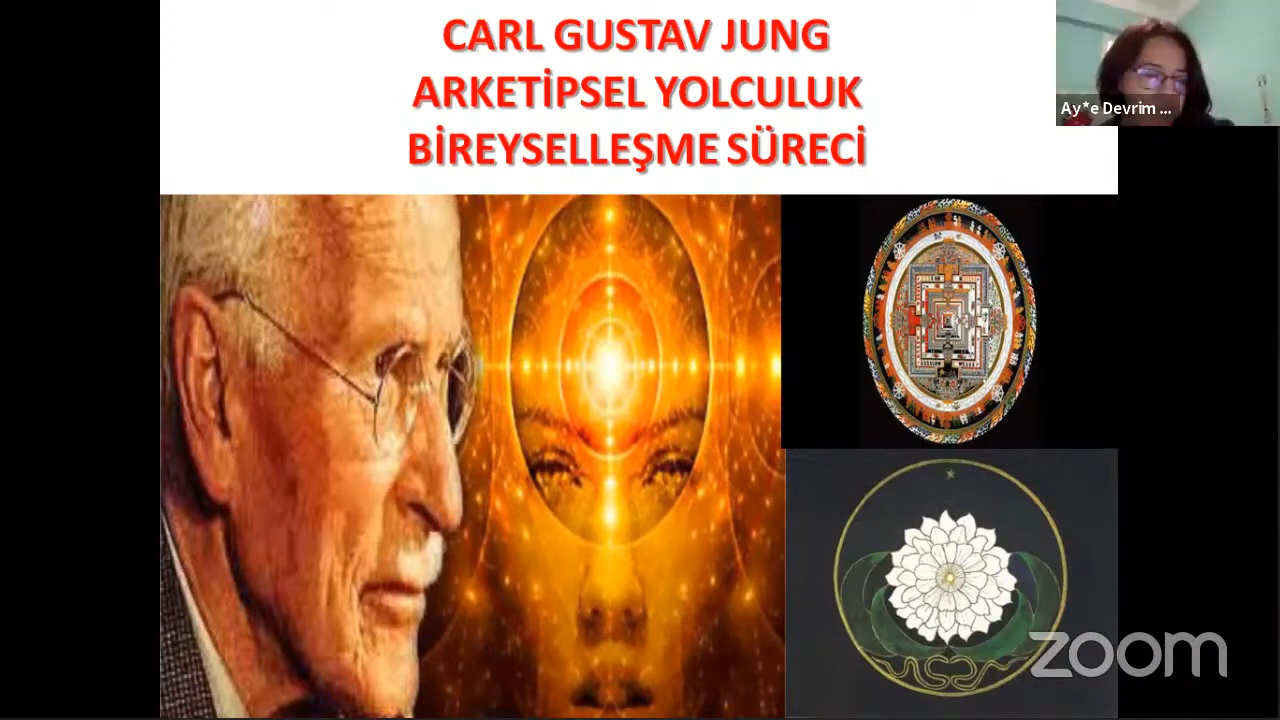 CARL GUSTAV JUNG
ARKETİPSEL YOLCULUK
BİREYSELLEŞME SÜRECİ
Ay*e Devrim ...
zoom